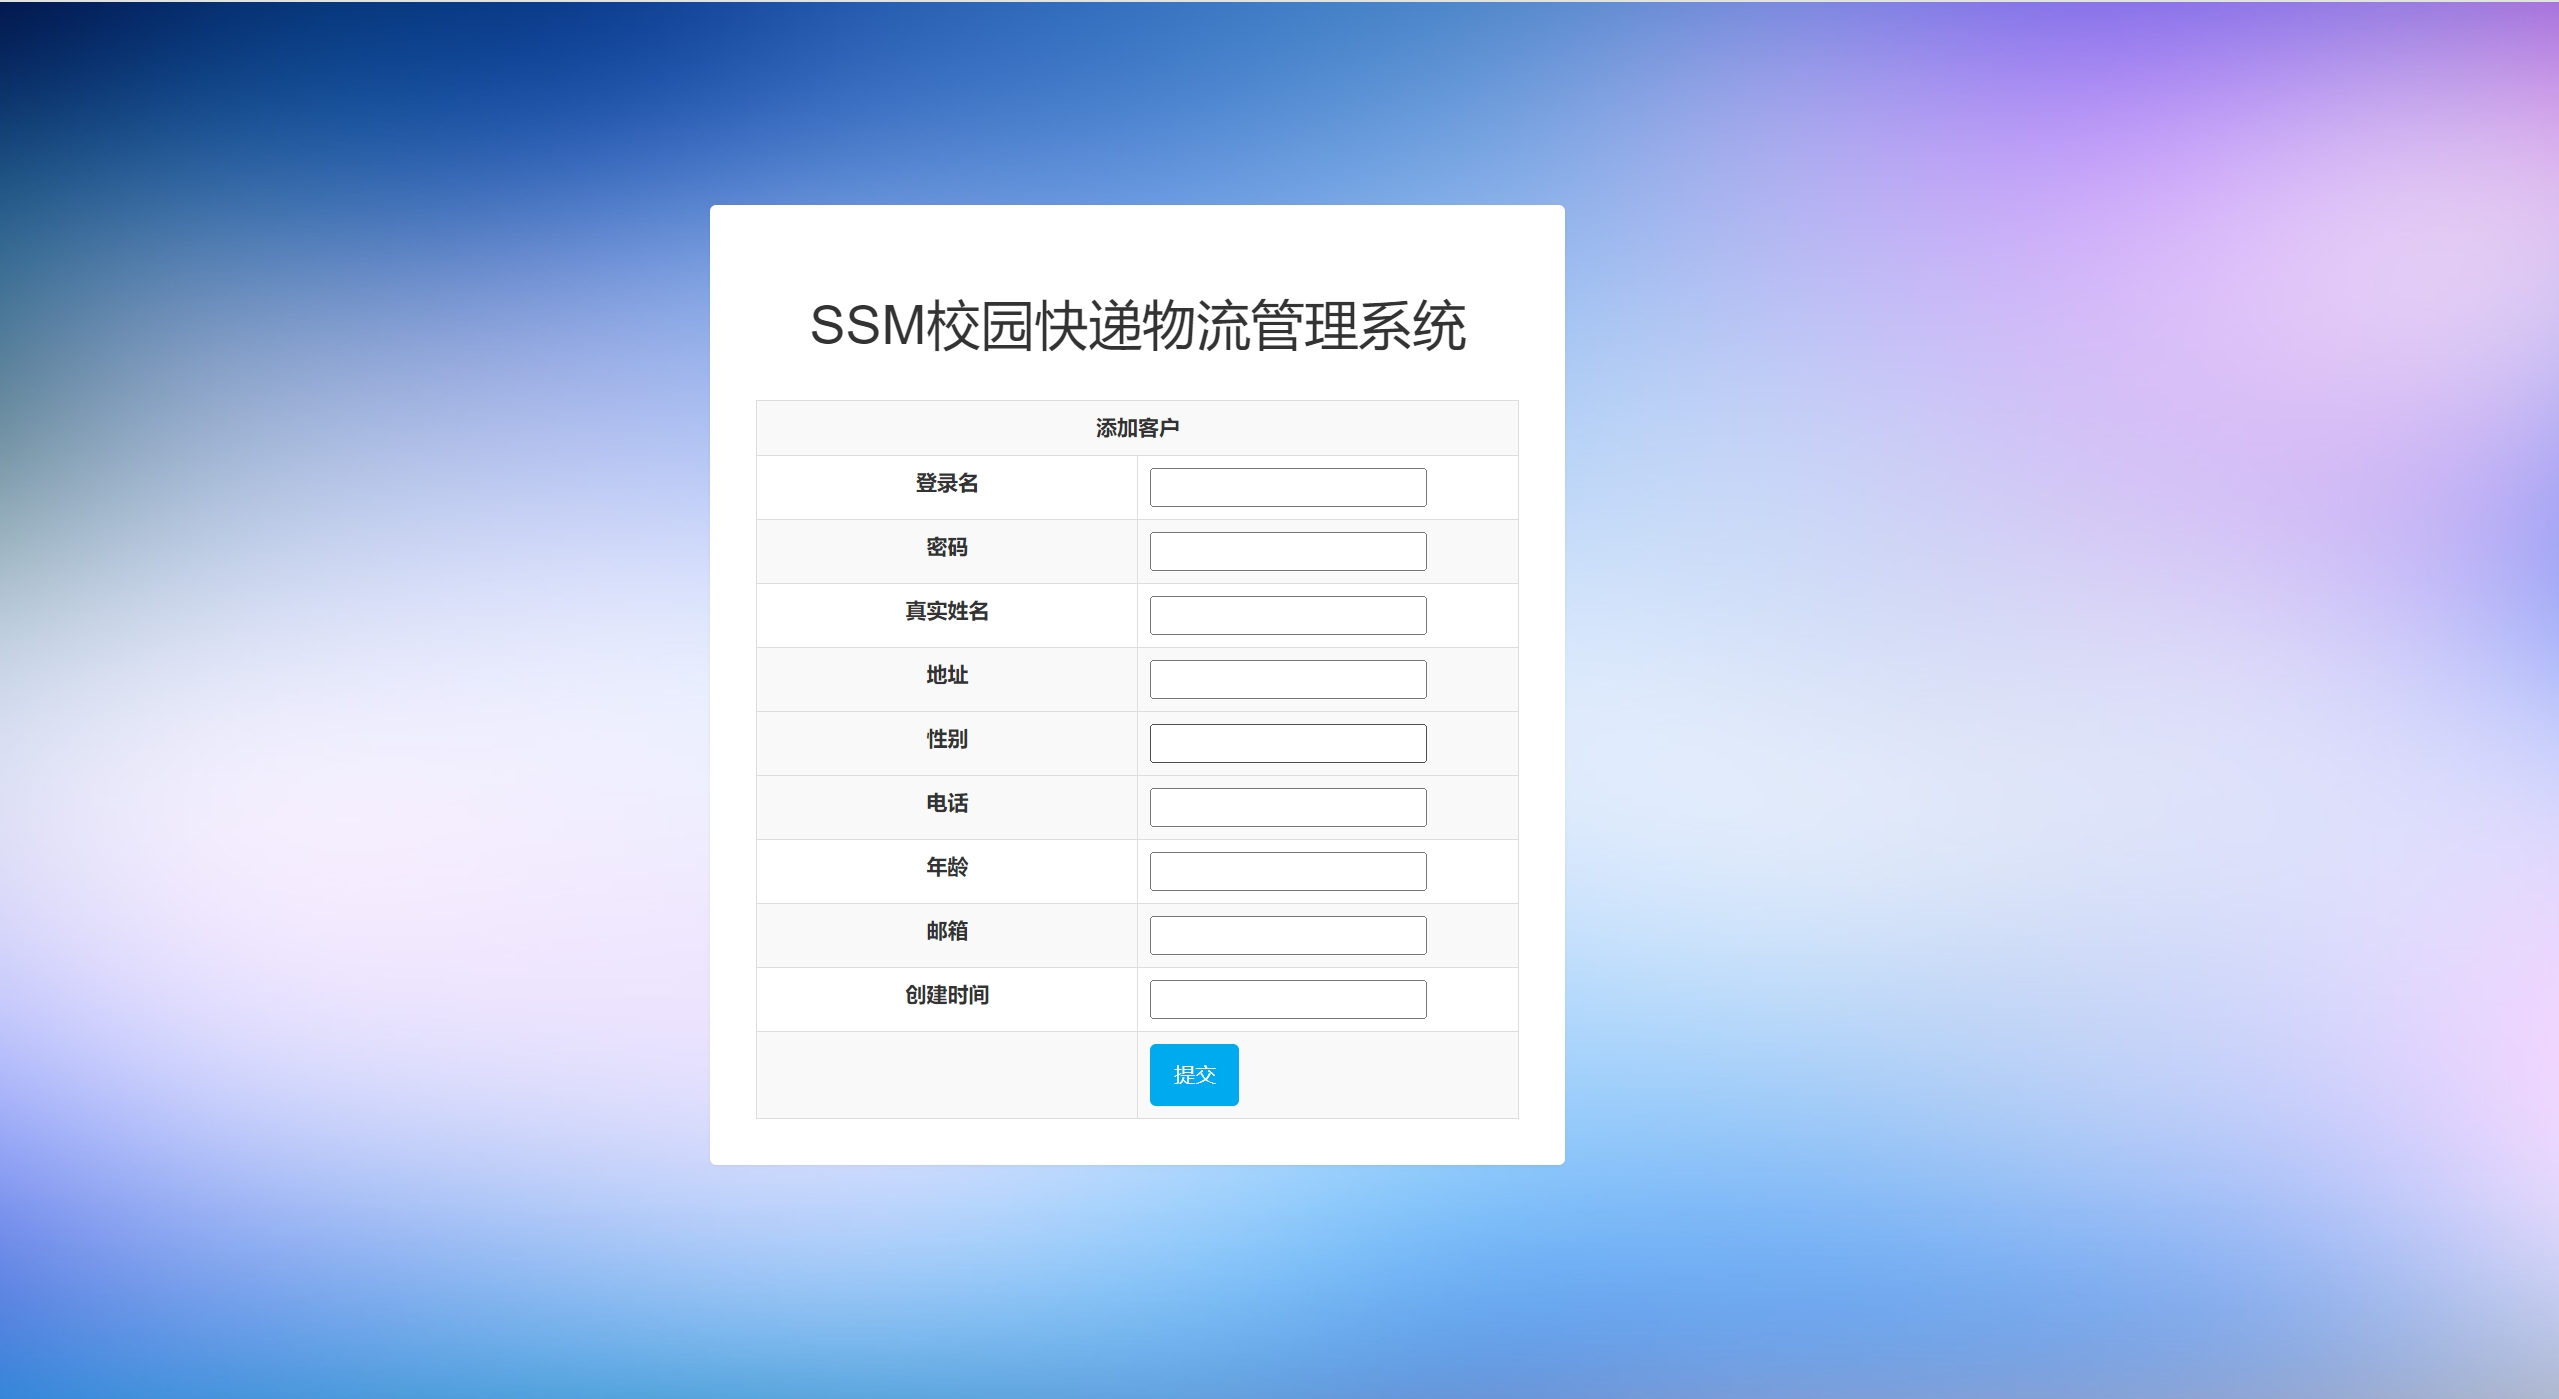 SSM校园快递物流管理系统
添加客户
登录名
密码
真实姓名
地址
性别
电话
年龄
邮箱
创建时间
提交